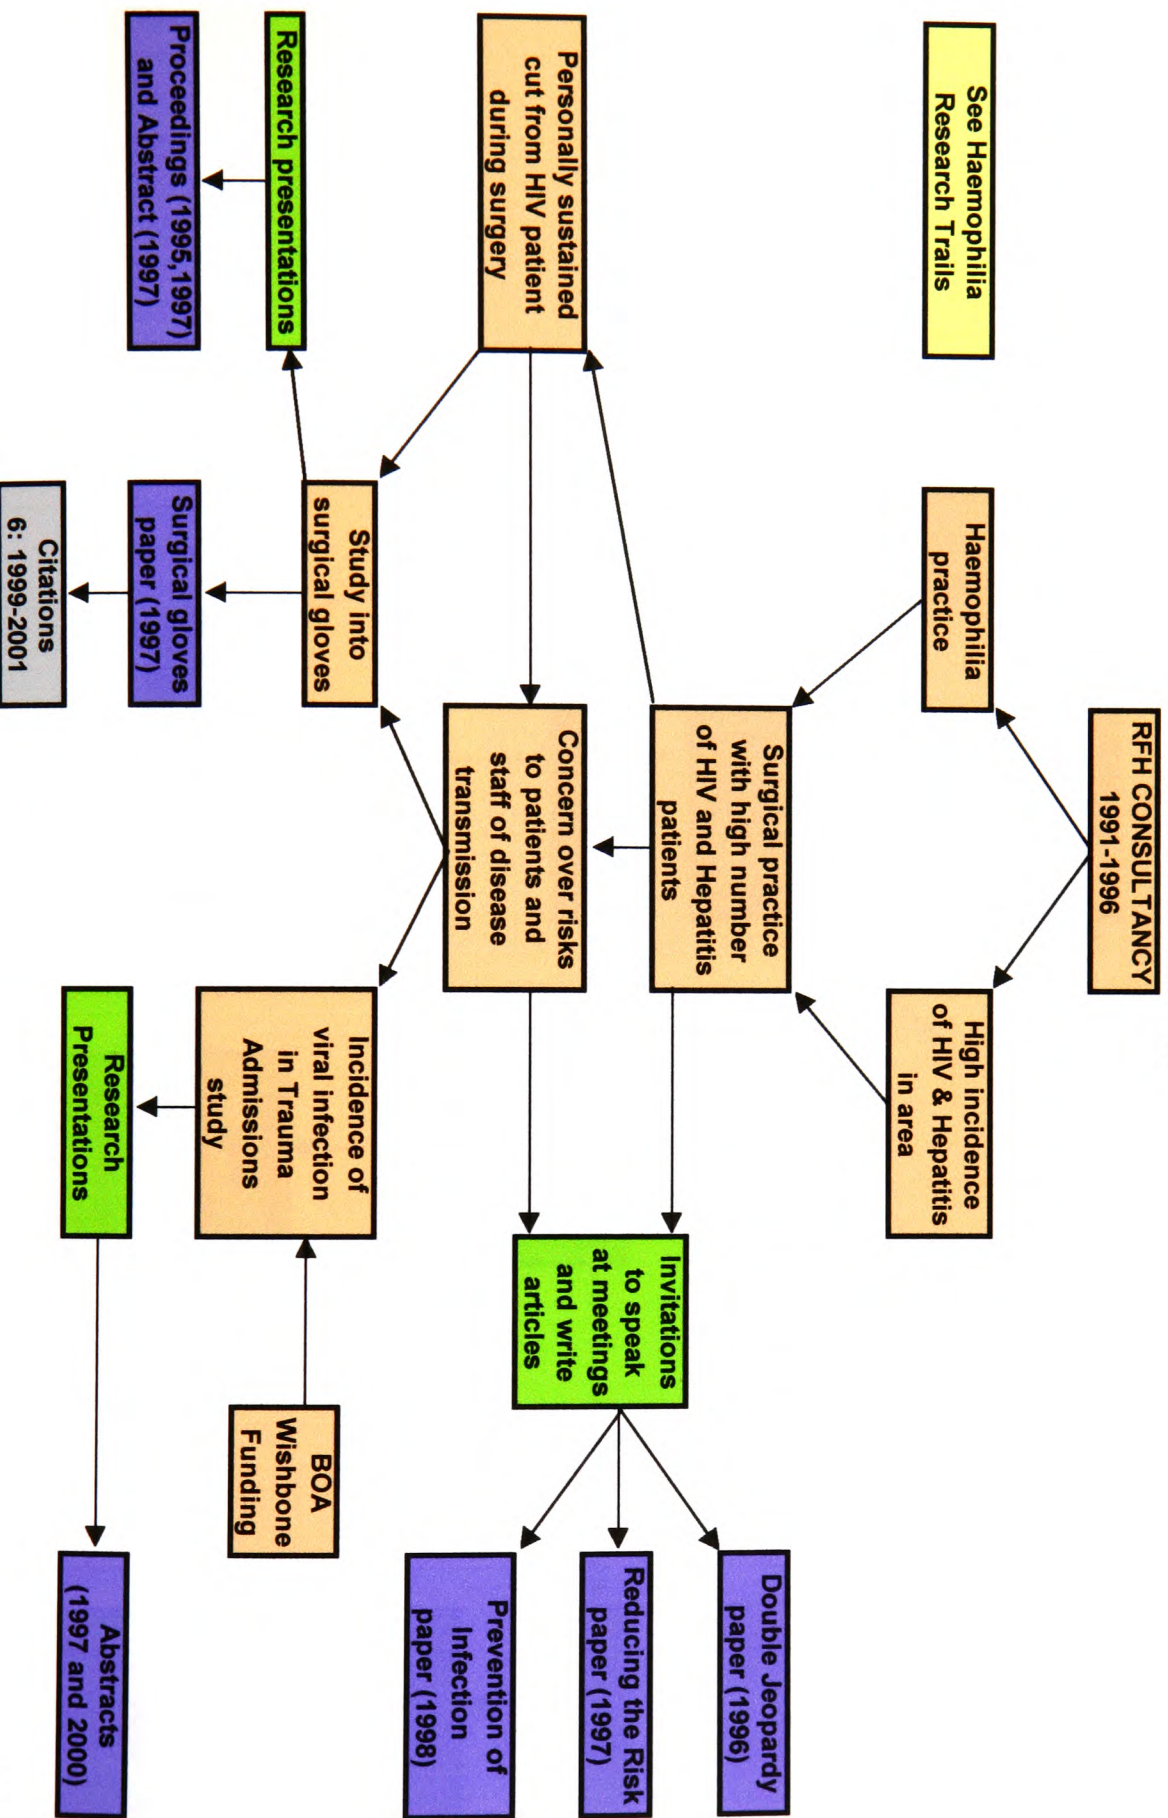 RFH CONSULTANCY
1991-1996
See Haemophilia
Research Trails
Haemophilia
practice
High incidence
of HIV & Hepatitis
in area
Surgical practice
with high number
of HIV and Hepatitis
patients
Personally sustained
cut from HIV patient
during surgery
Concern over risks
to patients and
staff of disease
transmission
Invitations
to speak
at meetings
and write
articles
Double Jeopardy
paper (1996)
Reducing the Risk
paper (1997)
Prevention of
Infection
paper (1998)
Study into
surgical gloves
Incidence of
viral infection
in Trauma
Admissions
study
BOA
Wishbone
Funding
Research presentations
Proceedings (1995,1997)
and Abstract (1997)
Surgical gloves
paper (1997)
Citations
6: 1999-2001
Research
Presentations
Abstracts
(1997 and 2000)